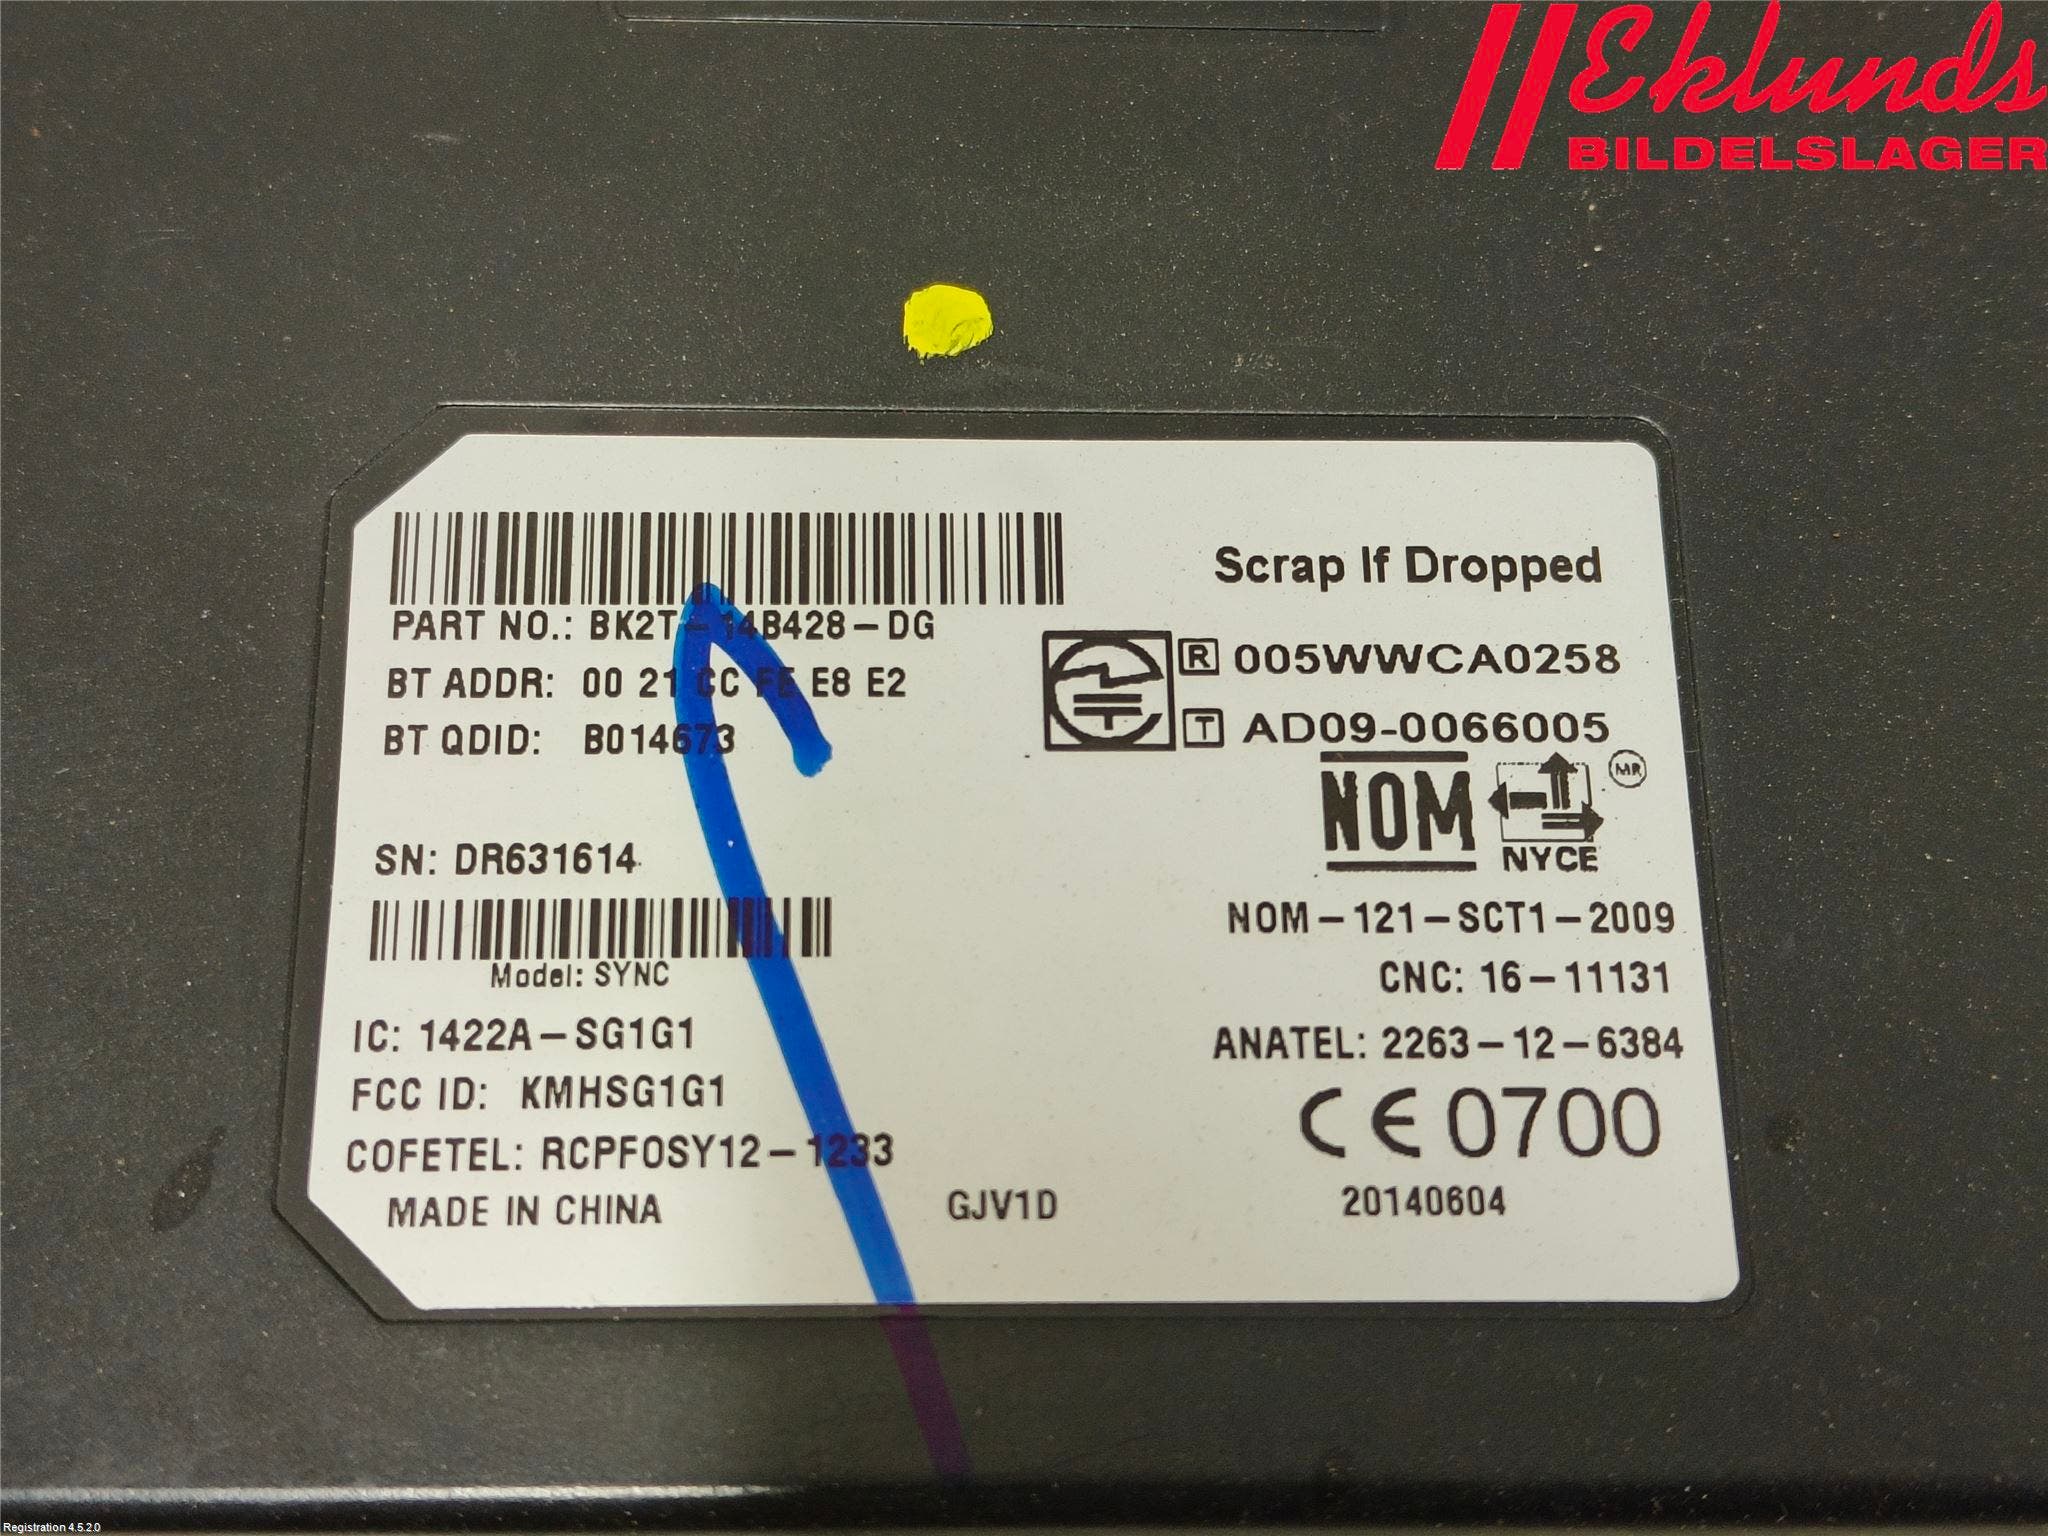 Eklunds
BILDELSLAGER
Scrap If Dropped
PART NO.: BK2T-14B428-DG
BT ADDR: 00 21 CC FE E8 E2
BT QDID: B014673
R 005WWCA0258
T AD09-0066005
NOM
MR
NYCE
SN: DR631614
Model: SYNC
NOM-121-SCT1-2009
CNC: 16-11131
IC: 1422A-SG1G1
ANATEL: 2263-12-6384
FCC ID: KMHSG1G1
CE 0700
COFETEL: RCPFOSY12-1233
MADE IN CHINA
GJV1D
20140604
Registration 4.5.2.0